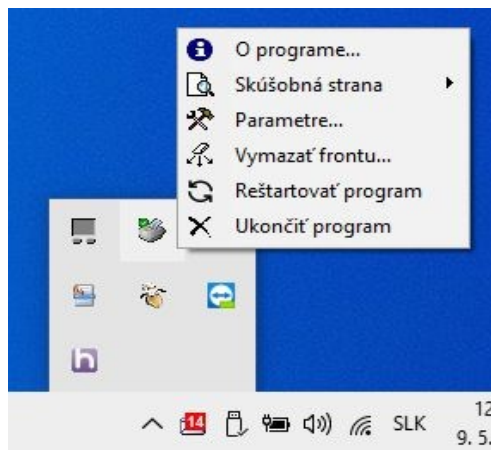 O programe...
Skúšobná strana
Parametre...
Vymazať frontu...
Reštartovať program
Ukončiť program
h
14
SLK
12
9. 5.